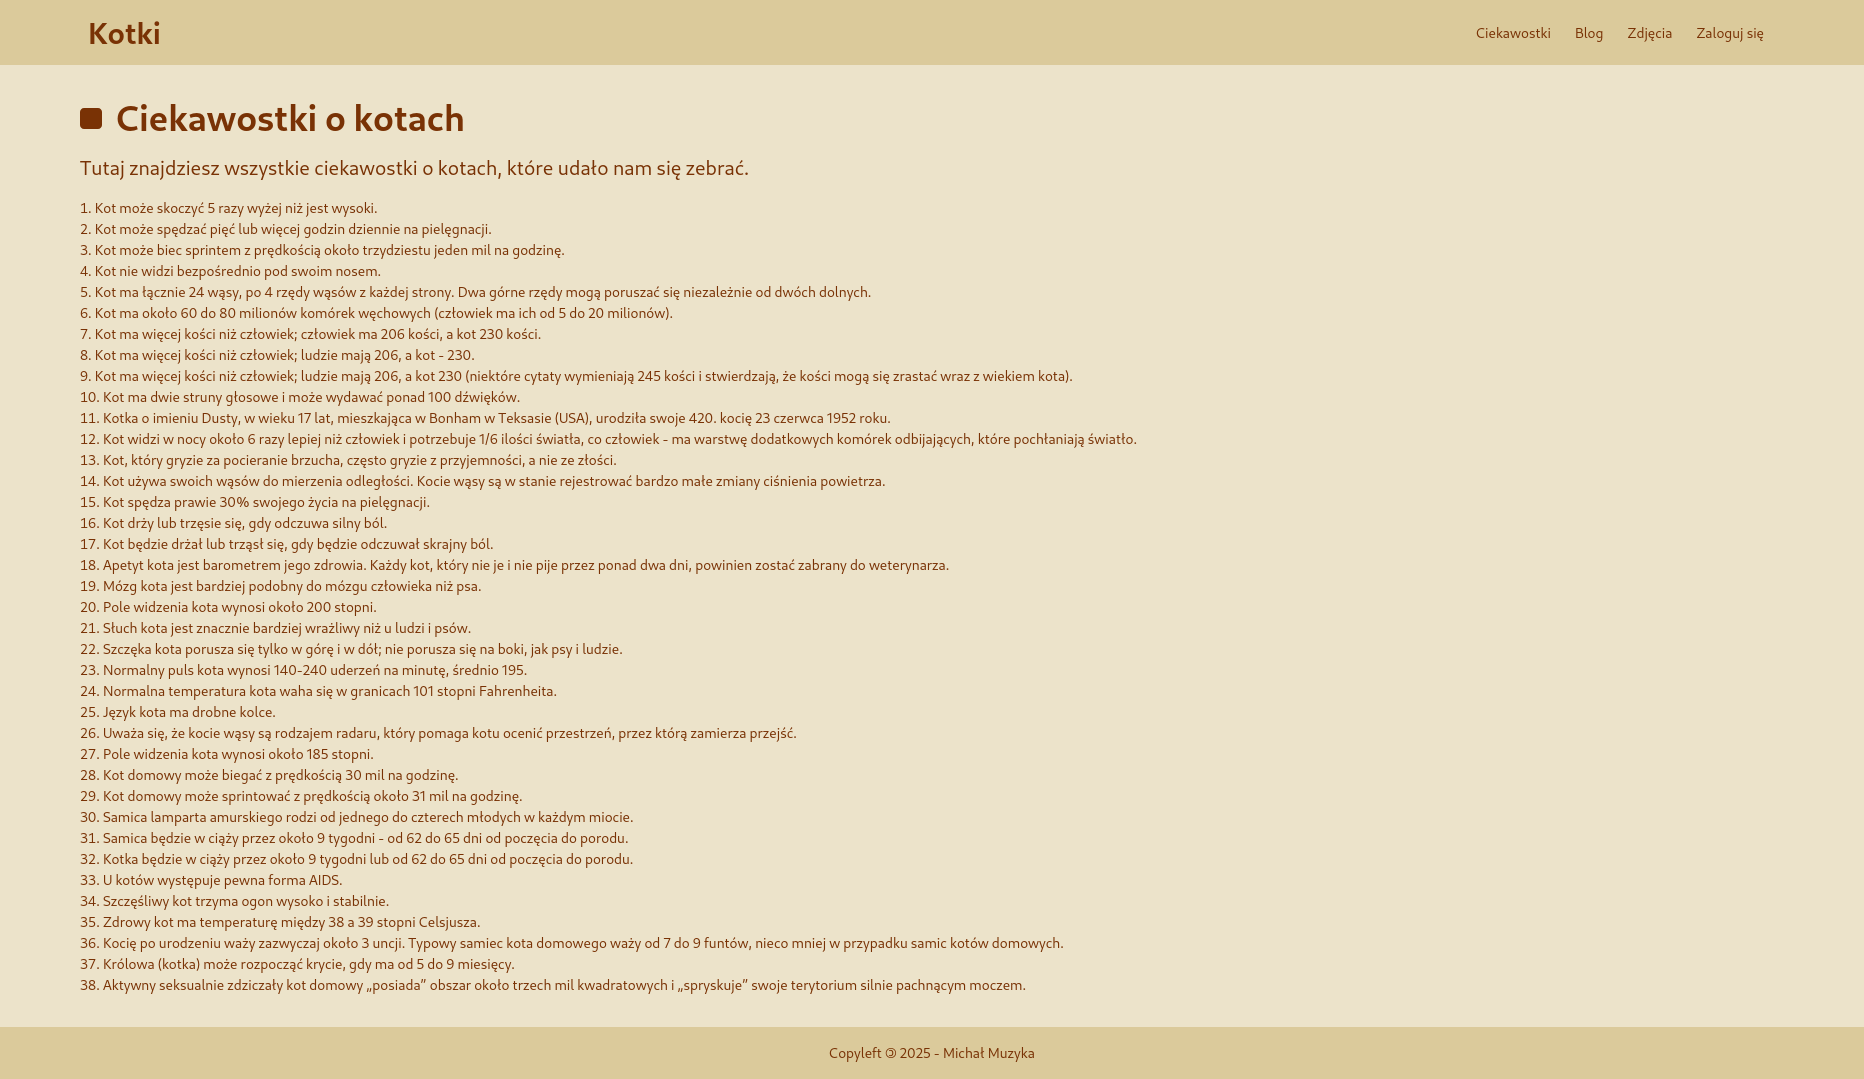 Kotki
Ciekawostki Blog Zdjęcia Zaloguj się
Ciekawostki o kotach
Tutaj znajdziesz wszystkie ciekawostki o kotach, które udało nam się zebrać.
1. Kot może skoczyć 5 razy wyżej niż jest wysoki.
2. Kot może spędzać pięć lub więcej godzin dziennie na pielęgnacji.
3. Kot może biec sprintem z prędkością około trzydziestu jeden mil na godzinę.
4. Kot nie widzi bezpośrednio pod swoim nosem.
5. Kot ma łącznie 24 wąsy, po 4 rzędy wąsów z każdej strony. Dwa górne rzędy mogą poruszać się niezależnie od dwóch dolnych.
6. Kot ma około 60 do 80 milionów komórek węchowych (człowiek ma ich od 5 do 20 milionów).
7. Kot ma więcej kości niż człowiek; człowiek ma 206 kości, a kot 230 kości.
8. Kot ma więcej kości niż człowiek; ludzie mają 206, a kot - 230.
9. Kot ma więcej kości niż człowiek; ludzie mają 206, a kot 230 (niektóre cytaty wymieniają 245 kości i stwierdzają, że kości mogą się zrastać wraz z wiekiem kota).
10. Kot ma dwie struny głosowe i może wydawać ponad 100 dźwięków.
11. Kotka o imieniu Dusty, w wieku 17 lat, mieszkająca w Bonham w Teksasie (USA), urodziła swoje 420. kocię 23 czerwca 1952 roku.
12. Kot widzi w nocy około 6 razy lepiej niż człowiek i potrzebuje 1/6 ilości światła, co człowiek - ma warstwę dodatkowych komórek odbijających, które pochłaniają światło.
13. Kot, który gryzie za pocieranie brzucha, często gryzie z przyjemności, a nie ze złości.
14. Kot używa swoich wąsów do mierzenia odległości. Kocie wąsy są w stanie rejestrować bardzo małe zmiany ciśnienia powietrza.
15. Kot spędza prawie 30% swojego życia na pielęgnacji.
16. Kot drży lub trzęsie się, gdy odczuwa silny ból.
17. Kot będzie drżał lub trząsł się, gdy będzie odczuwał skrajny ból.
18. Apetyt kota jest barometrem jego zdrowia. Każdy kot, który nie je i nie pije przez ponad dwa dni, powinien zostać zabrany do weterynarza.
19. Mózg kota jest bardziej podobny do mózgu człowieka niż psa.
20. Pole widzenia kota wynosi około 200 stopni.
21. Słuch kota jest znacznie bardziej wrażliwy niż u ludzi i psów.
22. Szczęka kota porusza się tylko w górę i w dół; nie porusza się na boki, jak psy i ludzie.
23. Normalny puls kota wynosi 140-240 uderzeń na minutę, średnio 195.
24. Normalna temperatura kota waha się w granicach 101 stopni Fahrenheita.
25. Język kota ma drobne kolce.
26. Uważa się, że kocie wąsy są rodzajem radaru, który pomaga kotu ocenić przestrzeń, przez którą zamierza przejść.
27. Pole widzenia kota wynosi około 185 stopni.
28. Kot domowy może biegać z prędkością 30 mil na godzinę.
29. Kot domowy może sprintować z prędkością około 31 mil na godzinę.
30. Samica lamparta amurskiego rodzi od jednego do czterech młodych w każdym miocie.
31. Samica będzie w ciąży przez około 9 tygodni - od 62 do 65 dni od poczęcia do porodu.
32. Kotka będzie w ciąży przez około 9 tygodni lub od 62 do 65 dni od poczęcia do porodu.
33. U kotów występuje pewna forma AIDS.
34. Szczęśliwy kot trzyma ogon wysoko i stabilnie.
35. Zdrowy kot ma temperaturę między 38 a 39 stopni Celsjusza.
36. Kocię po urodzeniu waży zazwyczaj około 3 uncji. Typowy samiec kota domowego waży od 7 do 9 funtów, nieco mniej w przypadku samic kotów domowych.
37. Królowa (kotka) może rozpocząć krycie, gdy ma od 5 do 9 miesięcy.
38. Aktywny seksualnie zdziczały kot domowy „posiada” obszar około trzech mil kwadratowych i „spryskuje” swoje terytorium silnie pachnącym moczem.
Copyleft 🄯 2025 - Michał Muzyka